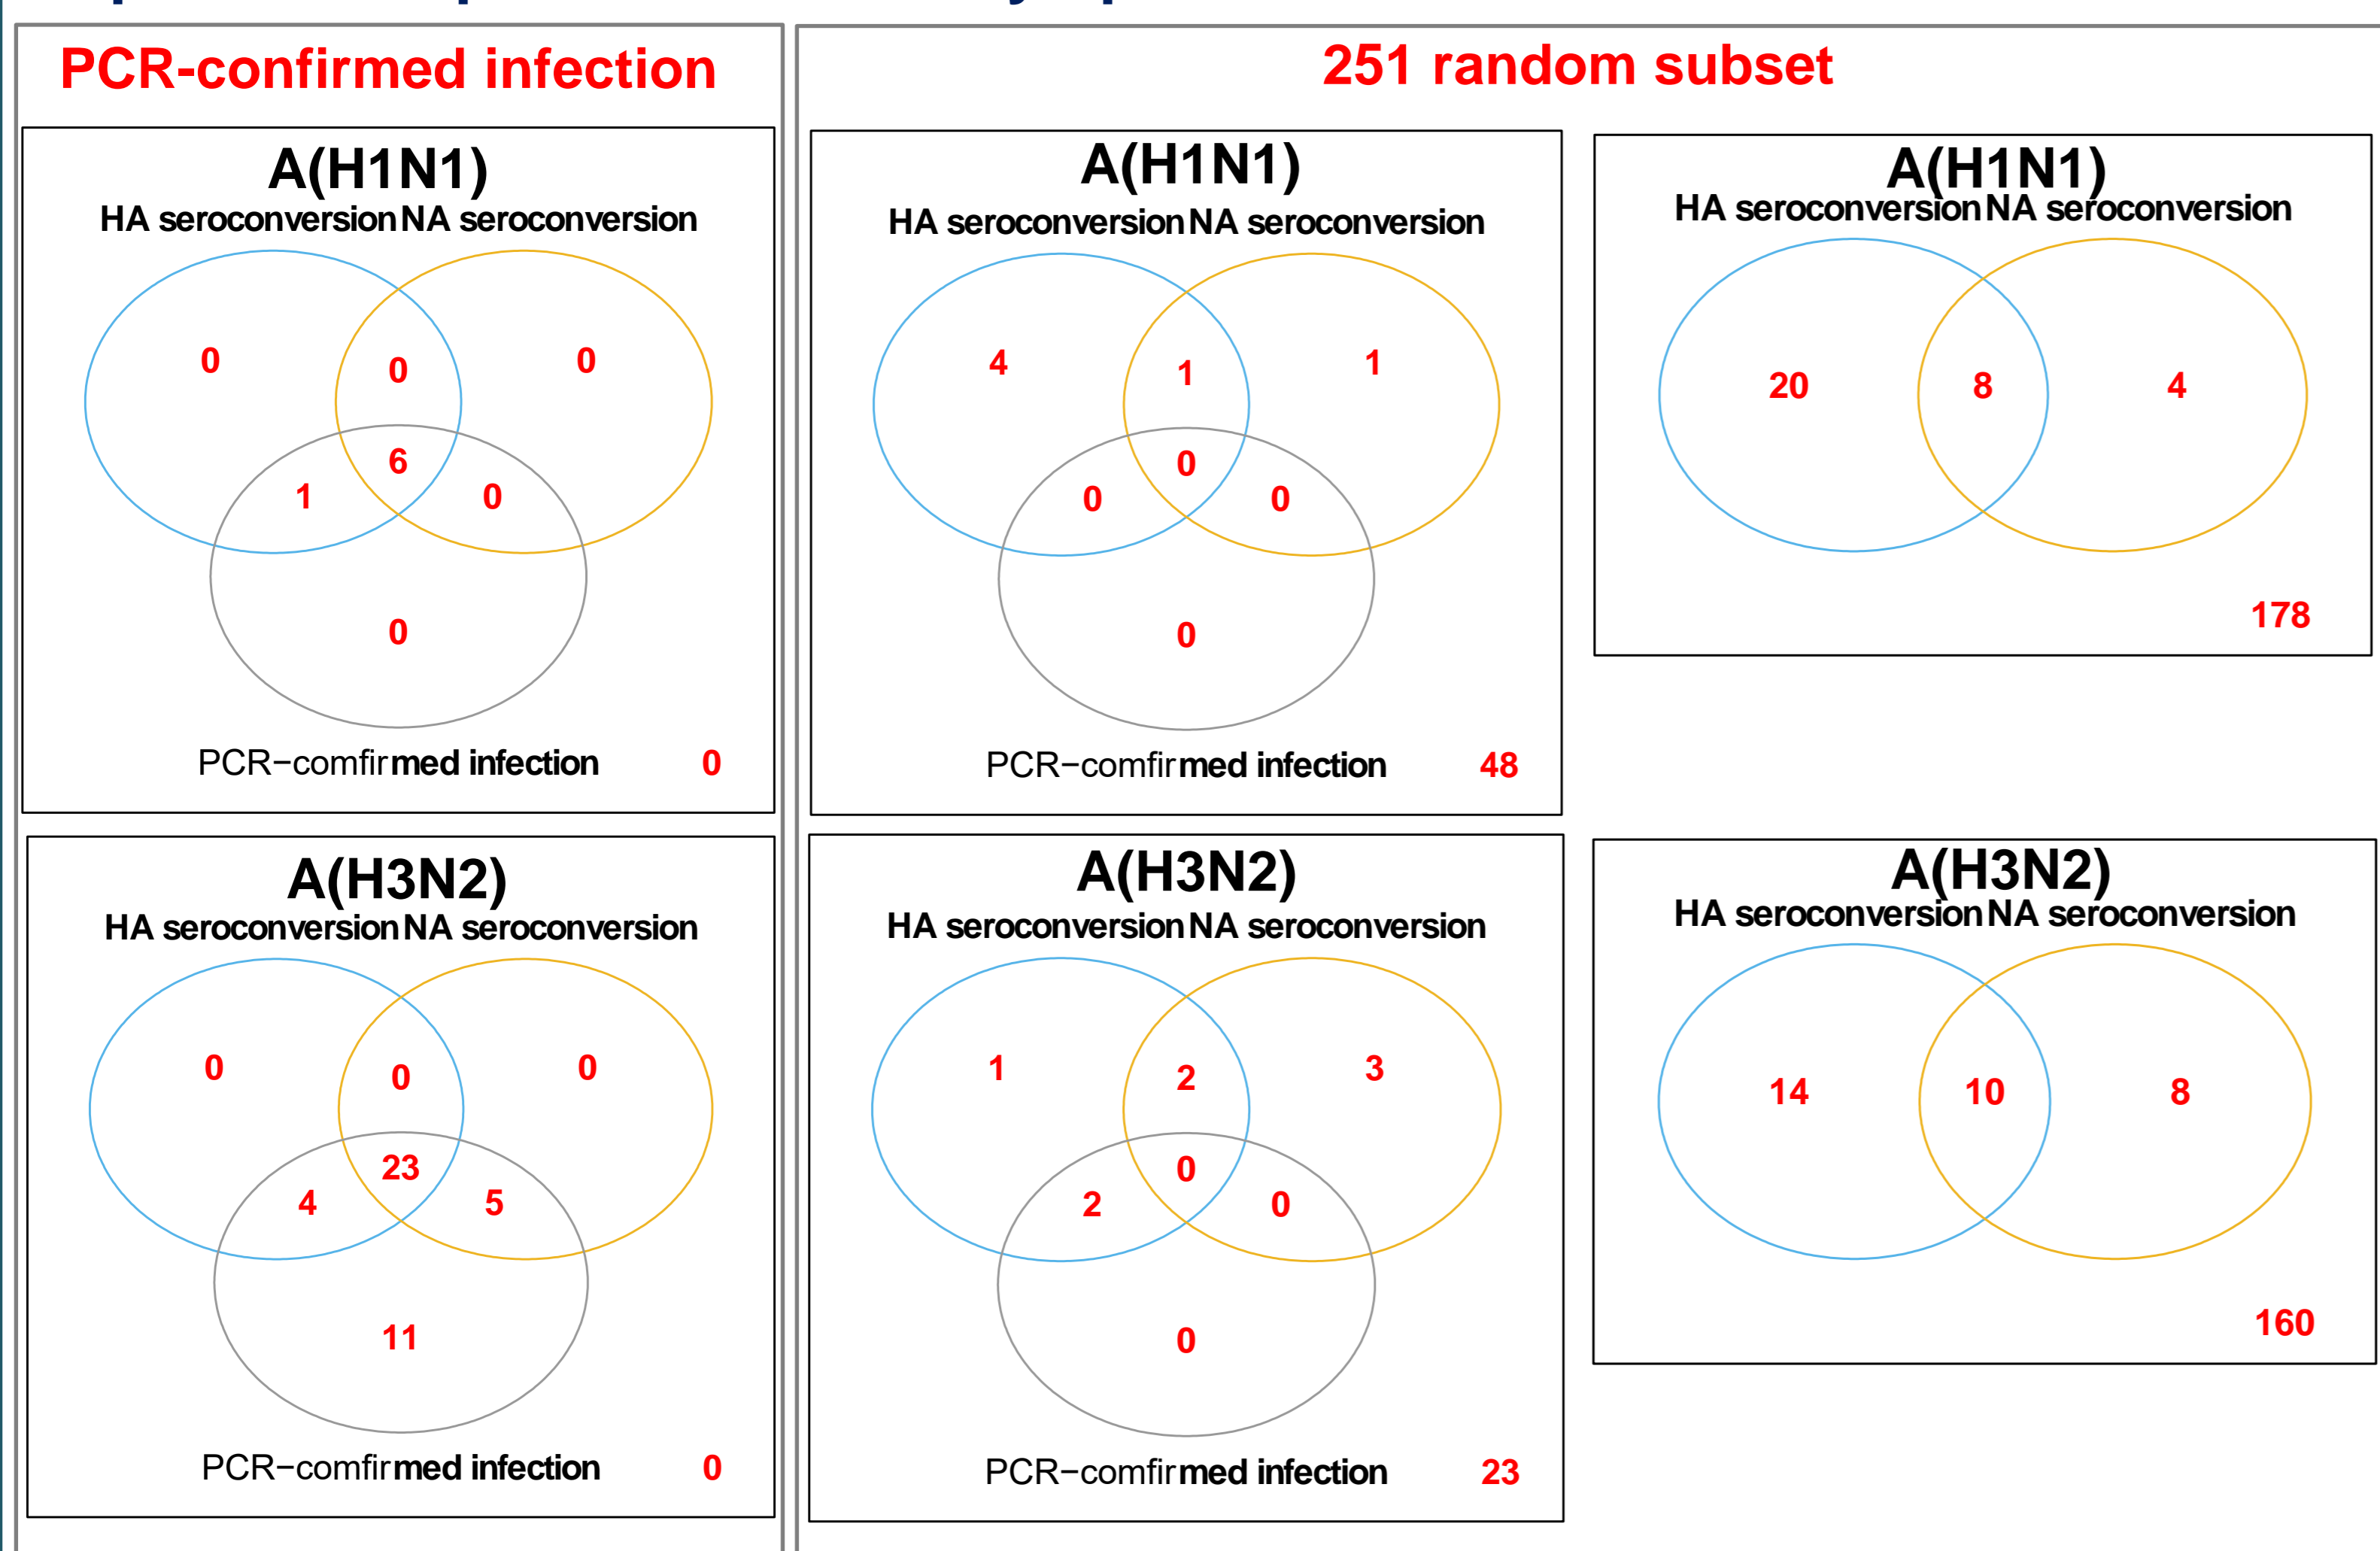 PCR-confirmed infection
251 random subset
A(H1N1)
HA seroconversion NA seroconversion
0
0
0
6
1
0
0
PCR−comfirmed infection 0
A(H1N1)
HA seroconversion NA seroconversion
4
1
1
0
0
0
0
PCR−comfirmed infection 48
A(H1N1)
HA seroconversion NA seroconversion
20 8 4
178
A(H3N2)
HA seroconversion NA seroconversion
0
0
0
23
4
5
11
PCR−comfirmed infection 0
A(H3N2)
HA seroconversion NA seroconversion
1
2
3
0
2
0
0
PCR−comfirmed infection 23
A(H3N2)
HA seroconversion NA seroconversion
14 10 8
160